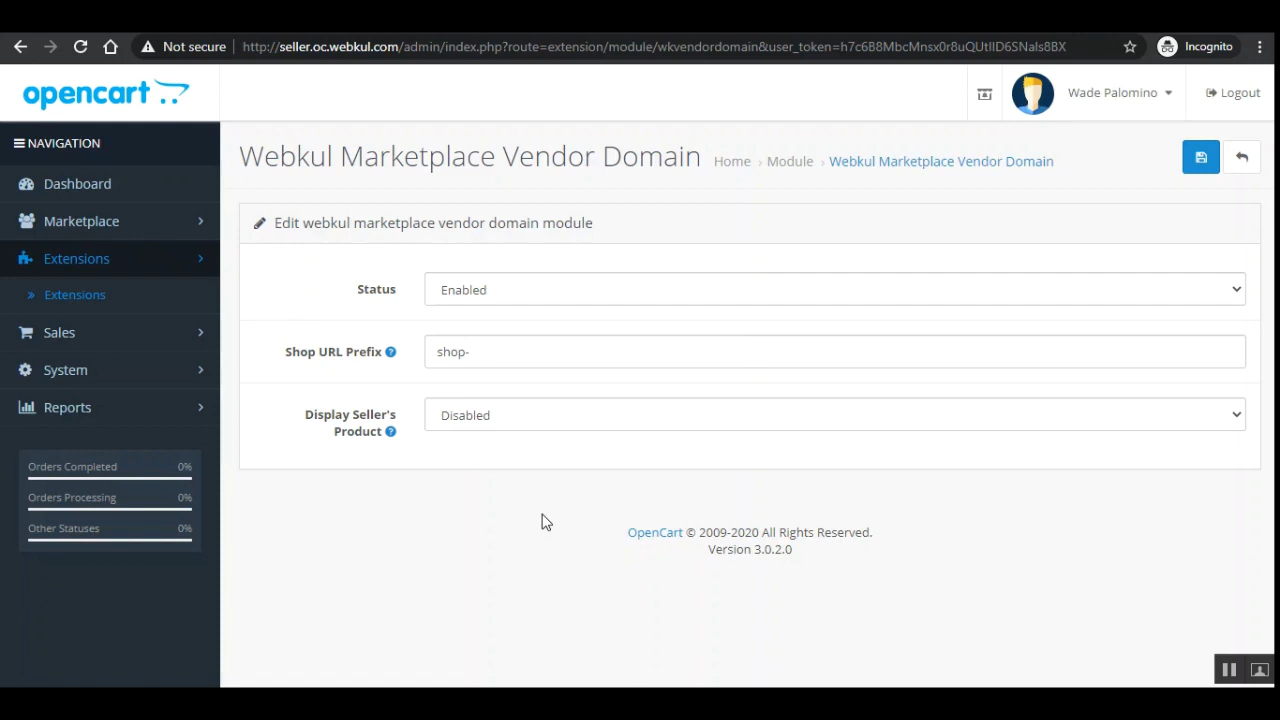 Not secure http://seller.oc.webkul.com/admin/index.php?route=extension/module/wkvendordomain&user_token=h7c6B8MbcMnsx0r8uQUtlID6SNals8BX Incognito
opencart Wade Palomino Logout
NAVIGATION
Webkul Marketplace Vendor Domain Home › Module › Webkul Marketplace Vendor Domain
Dashboard
Marketplace
Extensions
Extensions
Sales
System
Reports
Orders Completed 0%
Orders Processing 0%
Other Statuses 0%
Edit webkul marketplace vendor domain module
Status Enabled
Shop URL Prefix shop-
Display Seller's
Product
Disabled
OpenCart © 2009-2020 All Rights Reserved.
Version 3.0.2.0